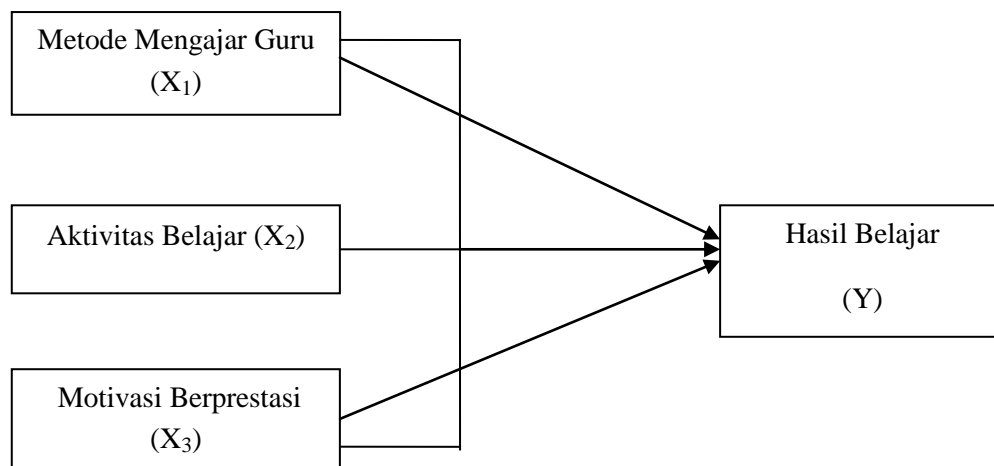 Metode Mengajar Guru
(X₁)
Aktivitas Belajar (X₂)
Hasil Belajar
(Y)
Motivasi Berprestasi
(X₃)